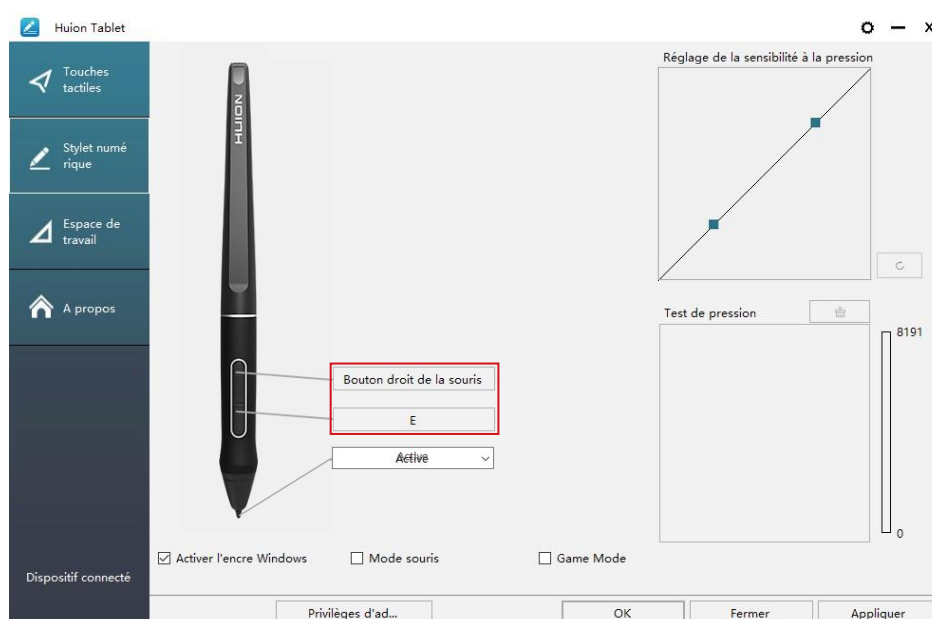 Huion Tablet
X
Touches
tactiles
Stylet numé
rique
Espace de
travail
A propos
Dispositif connecté
HUION
Réglage de la sensibilité à la pression
Test de pression
8191
0
Bouton droit de la souris
E
Active
Activer l'encre Windows
Mode souris
Game Mode
Privilèges d'ad...
OK
Fermer
Appliquer